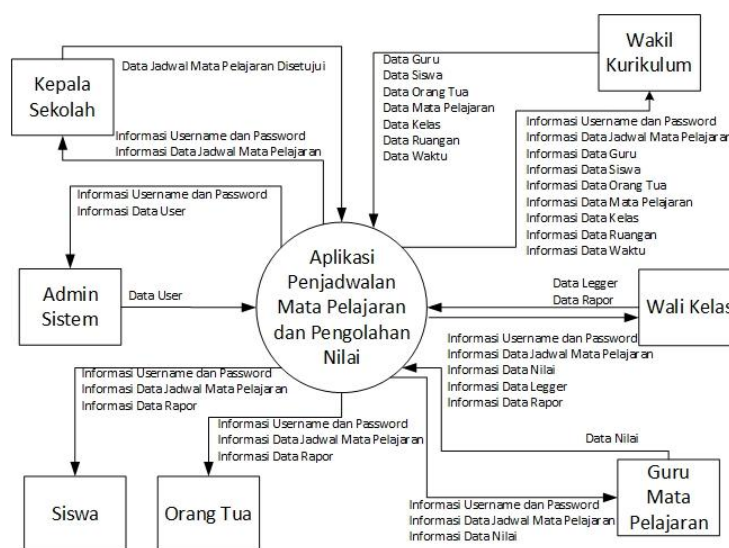 Kepala
Sekolah
Data Jadwal Mata Pelajaran Disetujui
Informasi Username dan Password
Informasi Data Jadwal Mata Pelajaran
Wakil
Kurikulum
Data Guru
Data Siswa
Data Orang Tua
Data Mata Pelajaran
Data Kelas
Data Ruangan
Data Waktu
Informasi Username dan Password
Informasi Data Jadwal Mata Pelajaran
Informasi Data Guru
Informasi Data Siswa
Informasi Data Orang Tua
Informasi Data Mata Pelajaran
Informasi Data Kelas
Informasi Data Ruangan
Informasi Data Waktu
Informasi Username dan Password
Informasi Data User
Admin
Sistem
Data User
Aplikasi
Penjadwalan
Mata Pelajaran
dan Pengolahan
Nilai
Data Legger
Data Rapor
Wali Kelas
Informasi Username dan Password
Informasi Data Jadwal Mata Pelajaran
Informasi Data Nilai
Informasi Data Legger
Informasi Data Rapor
Informasi Username dan Password
Informasi Data Jadwal Mata Pelajaran
Informasi Data Rapor
Siswa
Informasi Username dan Password
Informasi Data Jadwal Mata Pelajaran
Informasi Data Rapor
Orang Tua
Data Nilai
Guru
Mata
Pelajaran
Informasi Username dan Password
Informasi Data Jadwal Mata Pelajaran
Informasi Data Nilai